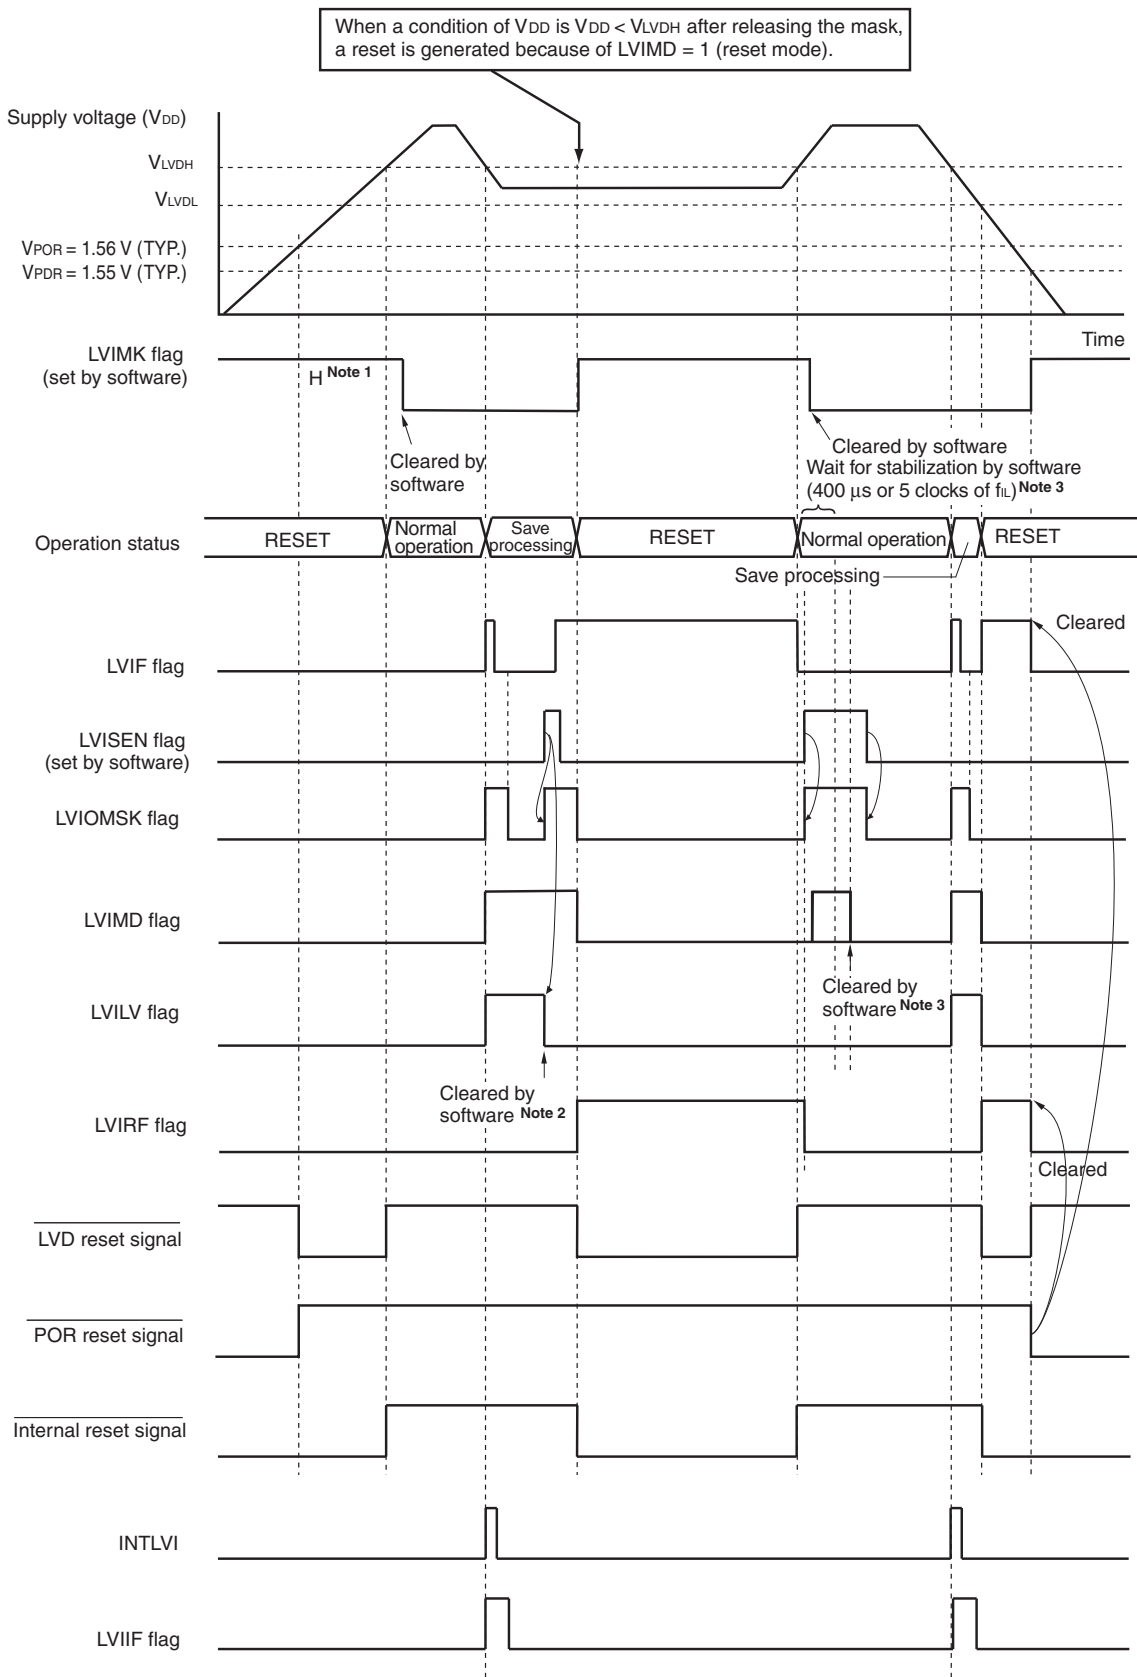 When a condition of VDD is VDD < VLVDH after releasing the mask,
a reset is generated because of LVIMD = 1 (reset mode).
Supply voltage (VDD)
VLVDH
VLVDL
VPOR = 1.56 V (TYP.)
VPDR = 1.55 V (TYP.)
Time
LVIMK flag
(set by software)
H Note 1
Cleared by
software
Cleared by software
Wait for stabilization by software
(400 μs or 5 clocks of fIL) Note 3
Operation status
RESET
Normal
operation
Save
processing
RESET
Normal operation
RESET
Save processing
Cleared
LVIF flag
LVISEN flag
(set by software)
LVIOMSK flag
LVIMD flag
Cleared by
software Note 3
LVILV flag
Cleared by
software Note 2
LVIRF flag
Cleared
LVD reset signal
POR reset signal
Internal reset signal
INTLVI
LVIIF flag